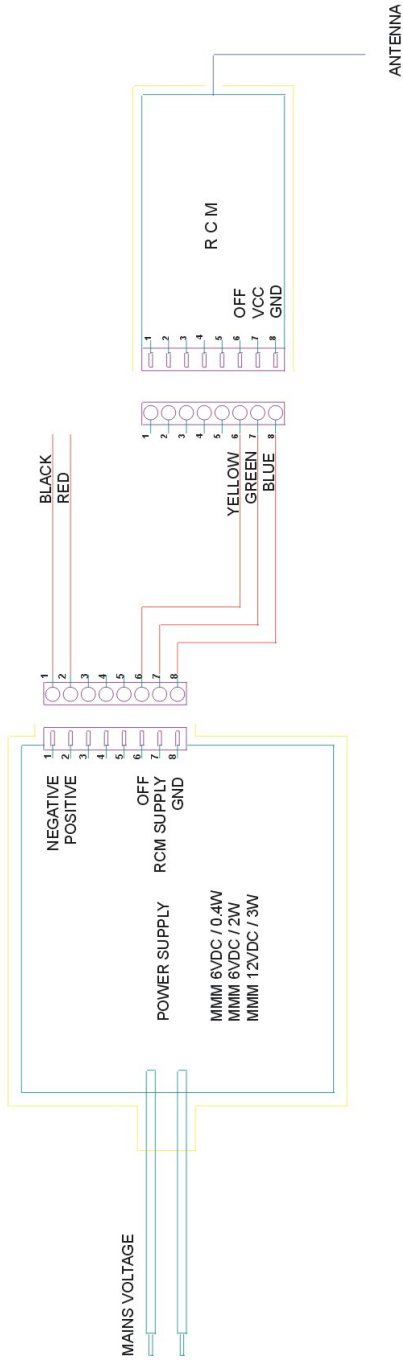 MAINS VOLTAGE
POWER SUPPLY
MMM 6VDC / 0.4W
MMM 6VDC / 2W
MMM 12VDC / 3W
NEGATIVE
POSITIVE
OFF
RCM SUPPLY
GND
1
2
3
4
5
6
7
8
1
2
3
4
5
6
7
8
BLACK
RED
YELLOW
GREEN
BLUE
1
2
3
4
5
6
7
8
1
2
3
4
5
6
7
8
OFF
VCC
GND
R C M
ANTENNA